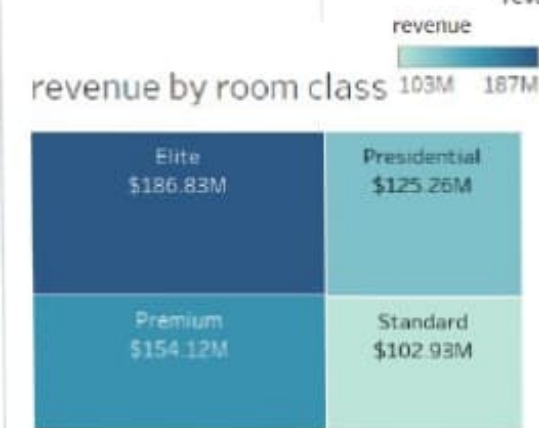 revenue
103M 187M
revenue by room class
Elite
$186.83M
Presidential
$125.26M
Premium
$154.12M
Standard
$102.93M